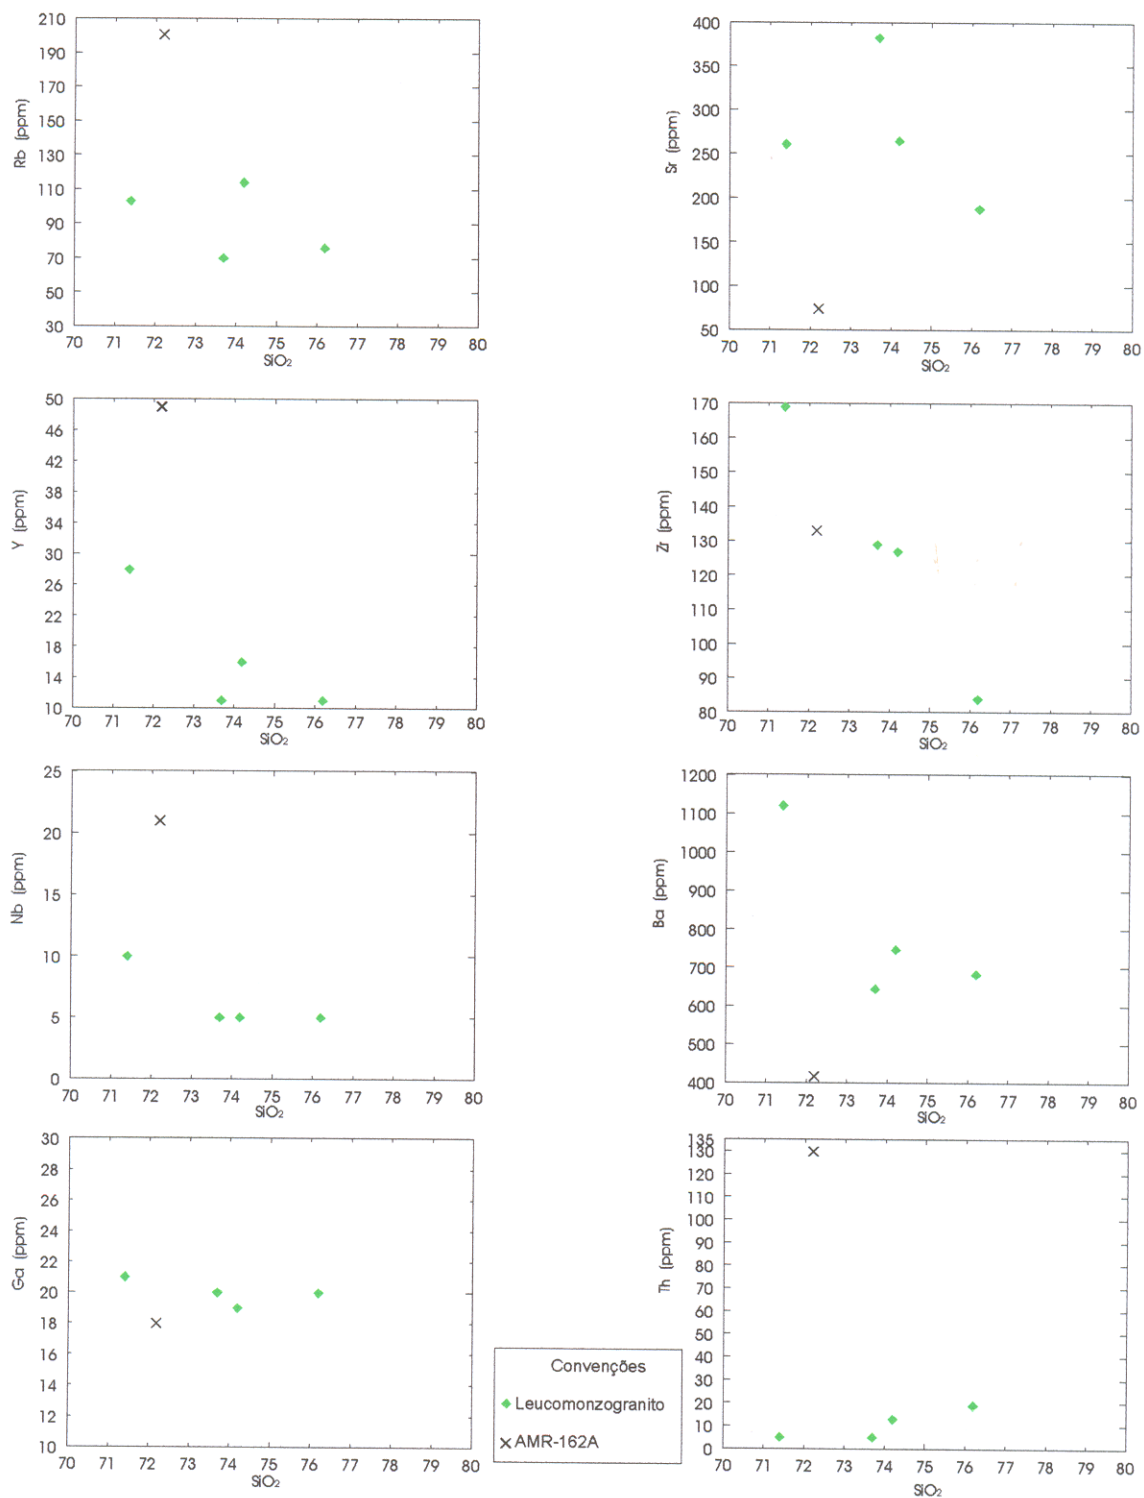 210
190
170
150
130
110
90
70
50
30
Rb (ppm)
70 71 72 73 74 75 76 77 78 79 80
SiO₂
400
350
300
250
200
150
100
50
Sr (ppm)
70 71 72 73 74 75 76 77 78 79 80
SiO₂
50
46
42
38
34
30
26
22
18
14
10
Y (ppm)
70 71 72 73 74 75 76 77 78 79 80
SiO₂
170
160
150
140
130
120
110
100
90
80
Zr (ppm)
70 71 72 73 74 75 76 77 78 79 80
SiO₂
25
20
15
10
5
0
Nb (ppm)
70 71 72 73 74 75 76 77 78 79 80
SiO₂
1200
1100
1000
900
800
700
600
500
400
Ba (ppm)
70 71 72 73 74 75 76 77 78 79 80
SiO₂
30
28
26
24
22
20
18
16
14
12
10
Ga (ppm)
70 71 72 73 74 75 76 77 78 79 80
SiO₂
135
130
120
110
100
90
80
70
60
50
40
30
20
10
0
Th (ppm)
70 71 72 73 74 75 76 77 78 79 80
SiO₂
Convenções
Leucomonzogranito
AMR-162A